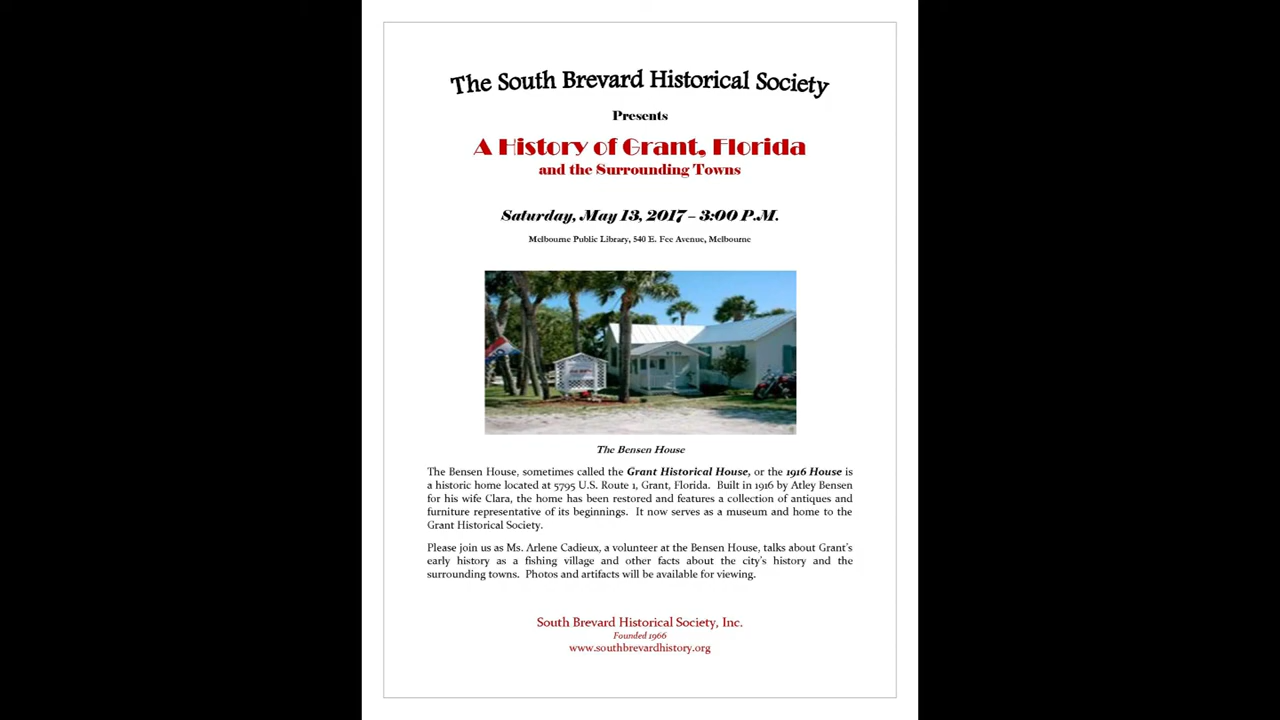 The South Brevard Historical Society
Presents
A History of Grant, Florida
and the Surrounding Towns
Saturday, May 13, 2017 – 3:00 P.M.
Melbourne Public Library, 540 E. Fee Avenue, Melbourne
The Bensen House
The Bensen House, sometimes called the Grant Historical House, or the 1916 House is
a historic home located at 5795 U.S. Route 1, Grant, Florida. Built in 1916 by Atley Bensen
for his wife Clara, the home has been restored and features a collection of antiques and
furniture representative of its beginnings. It now serves as a museum and home to the
Grant Historical Society.
Please join us as Ms. Arlene Cadieux, a volunteer at the Bensen House, talks about Grant's
early history as a fishing village and other facts about the city's history and the
surrounding towns. Photos and artifacts will be available for viewing.
South Brevard Historical Society, Inc.
Founded 1966
www.southbrevardhistory.org